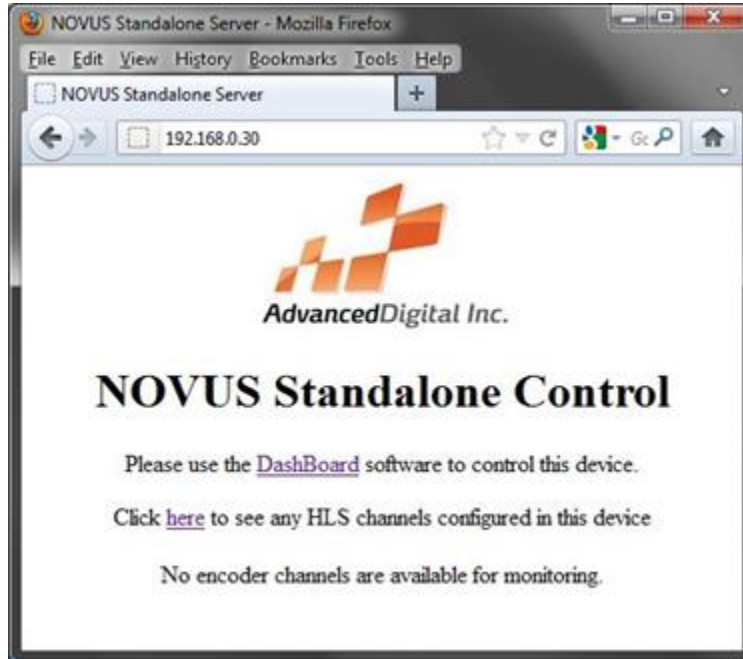 NOVUS Standalone Server - Mozilla Firefox
File Edit View History Bookmarks Tools Help
NOVUS Standalone Server
192.168.0.30
AdvancedDigital Inc.
NOVUS Standalone Control
Please use the DashBoard software to control this device.
Click here to see any HLS channels configured in this device
No encoder channels are available for monitoring.